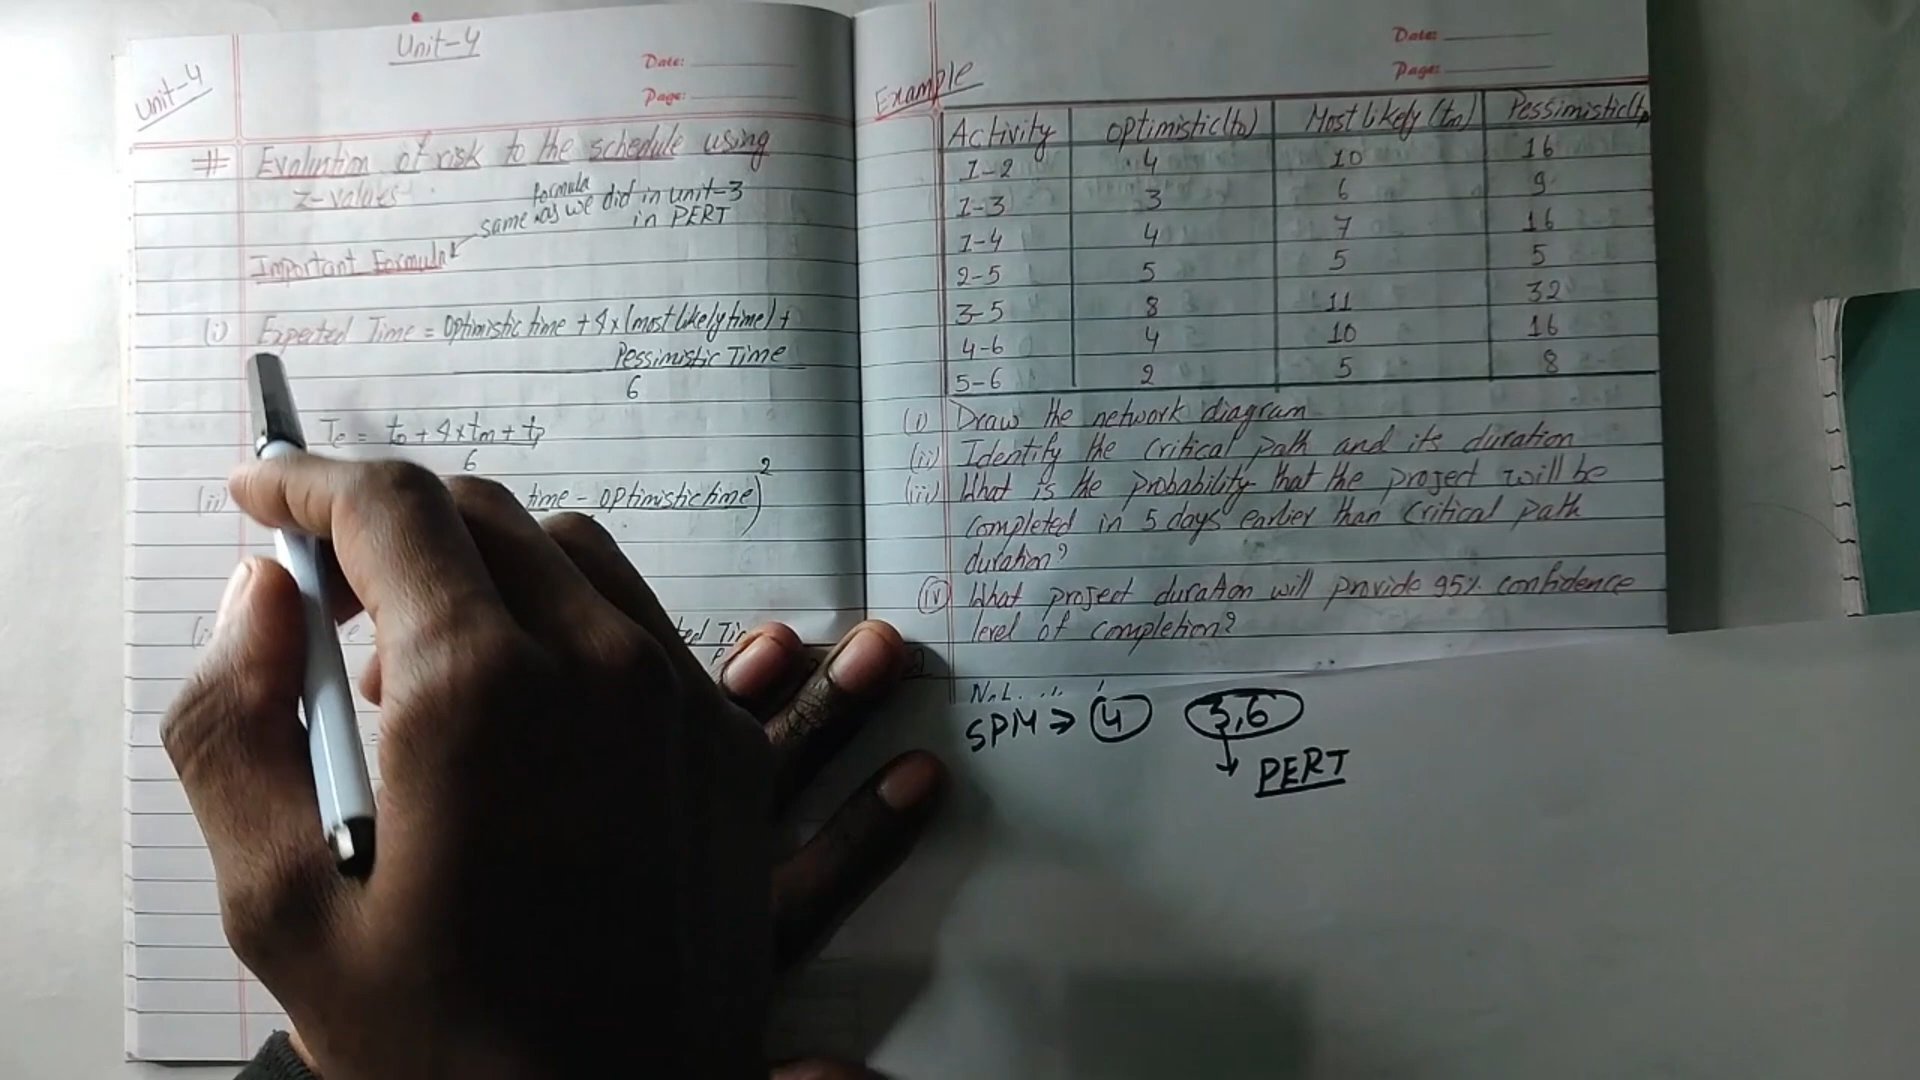 Unit-4
Unit-4
Date:
Page:
# Evalution of risk to the schedule using
z-values
formula
same as we did in unit-3
in PERT
Important Formula
(i) Expected Time = Optimistic time + 4x(most likely time) +
Pessimistic Time
6
Te = to + 4xtm + tp
6
(ii) time - optimistic time)2
Date:
Page:
Example
Activity Optimistic(to) Most likely (tm) Pessimistic(tp
1-2 4 10 16
1-3 3 6 9
1-4 4 7 16
2-5 5 5 5
3-5 8 11 32
4-6 4 10 16
5-6 2 5 8
(i) Draw the network diagram
(ii) Identify the critical path and its duration
(iii) What is the probability that the project will be
completed in 5 days earlier than critical path
duration?
(iv) What project duration will provide 95% confidence
level of completion?
SPM → 4 3,6
PERT